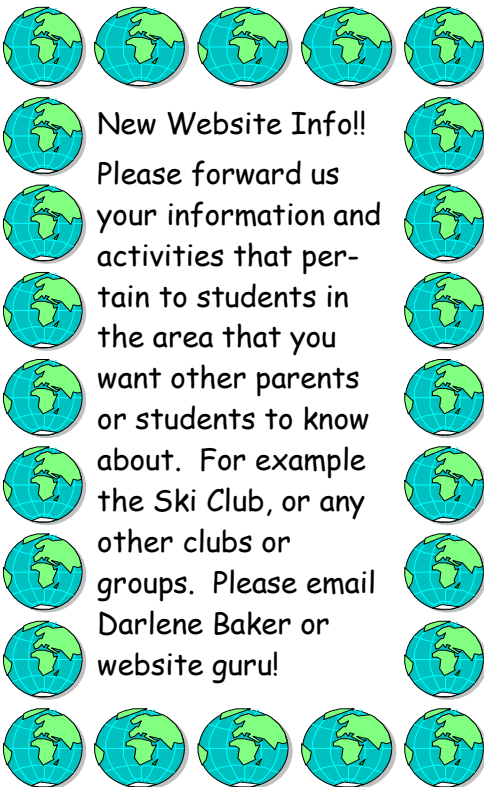 New Website Info!!
Please forward us
your information and
activities that per-
tain to students in
the area that you
want other parents
or students to know
about.  For example
the Ski Club, or any
other clubs or
groups.  Please email
Darlene Baker or
website guru!